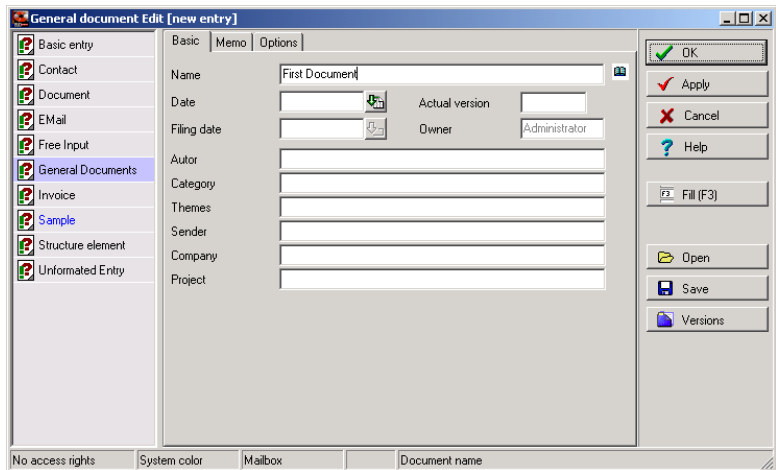 General document Edit [new entry]
Basic entry
Contact
Document
EMail
Free Input
General Documents
Invoice
Sample
Structure element
Unformated Entry
Basic Memo Options
Name First Document
Date Actual version
Filing date Owner Administrator
Autor
Category
Themes
Sender
Company
Project
OK
Apply
Cancel
Help
F3 Fill (F3)
Open
Save
Versions
No access rights System color Mailbox Document name